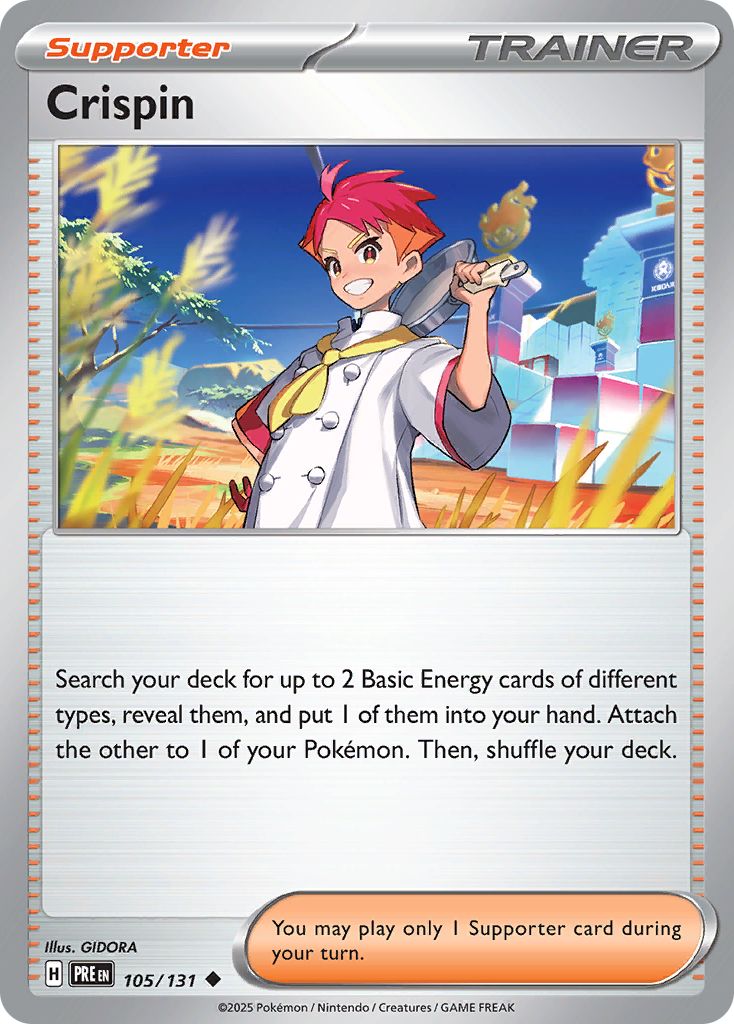 Supporter
TRAINER
Crispin
Search your deck for up to 2 Basic Energy cards of different
types, reveal them, and put 1 of them into your hand. Attach
the other to 1 of your Pokémon. Then, shuffle your deck.
You may play only 1 Supporter card during
your turn.
Illus. GIDORA
H PRE EN 105/131
©2025 Pokémon / Nintendo / Creatures / GAME FREAK